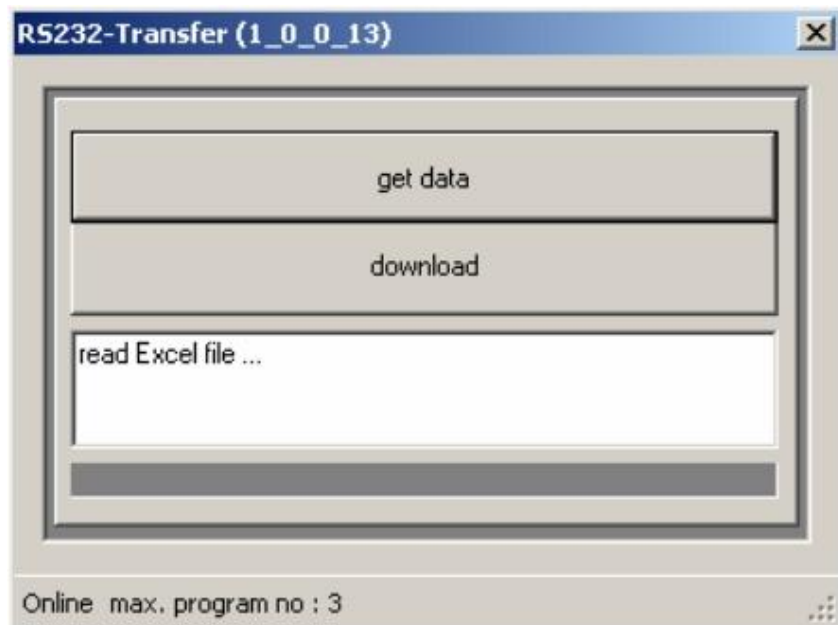 RS232-Transfer (1_0_0_13)
get data
download
read Excel file ...
Online  max. program no : 3